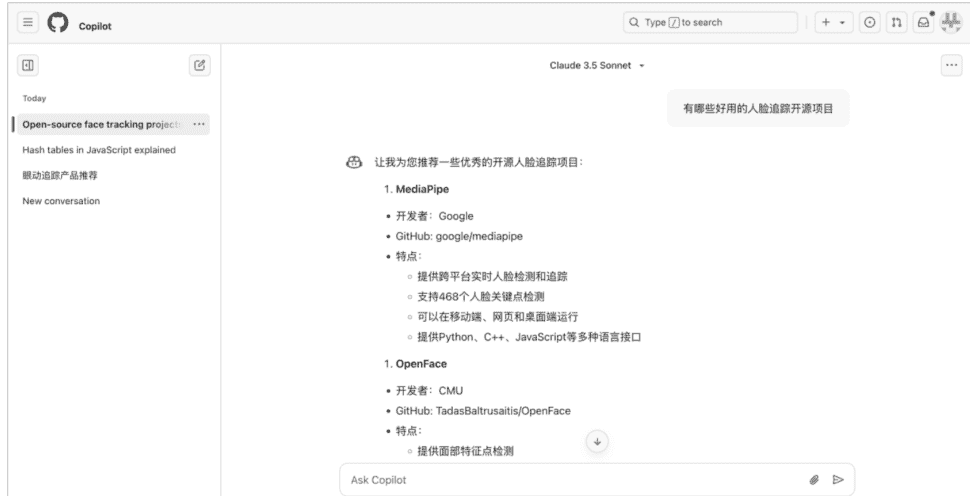 Copilot
Type / to search
Today
Open-source face tracking projects
Hash tables in JavaScript explained
眼动追踪产品推荐
New conversation
Claude 3.5 Sonnet
有哪些好用的人脸追踪开源项目
让我为您推荐一些优秀的开源人脸追踪项目：
1. MediaPipe
• 开发者：Google
• GitHub: google/mediapipe
• 特点：
◦ 提供跨平台实时人脸检测和追踪
◦ 支持468个人脸关键点检测
◦ 可以在移动端、网页和桌面端运行
◦ 提供Python、C++、JavaScript等多种语言接口
1. OpenFace
• 开发者：CMU
• GitHub: TadasBaltrusaitis/OpenFace
• 特点：
◦ 提供面部特征点检测
Ask Copilot